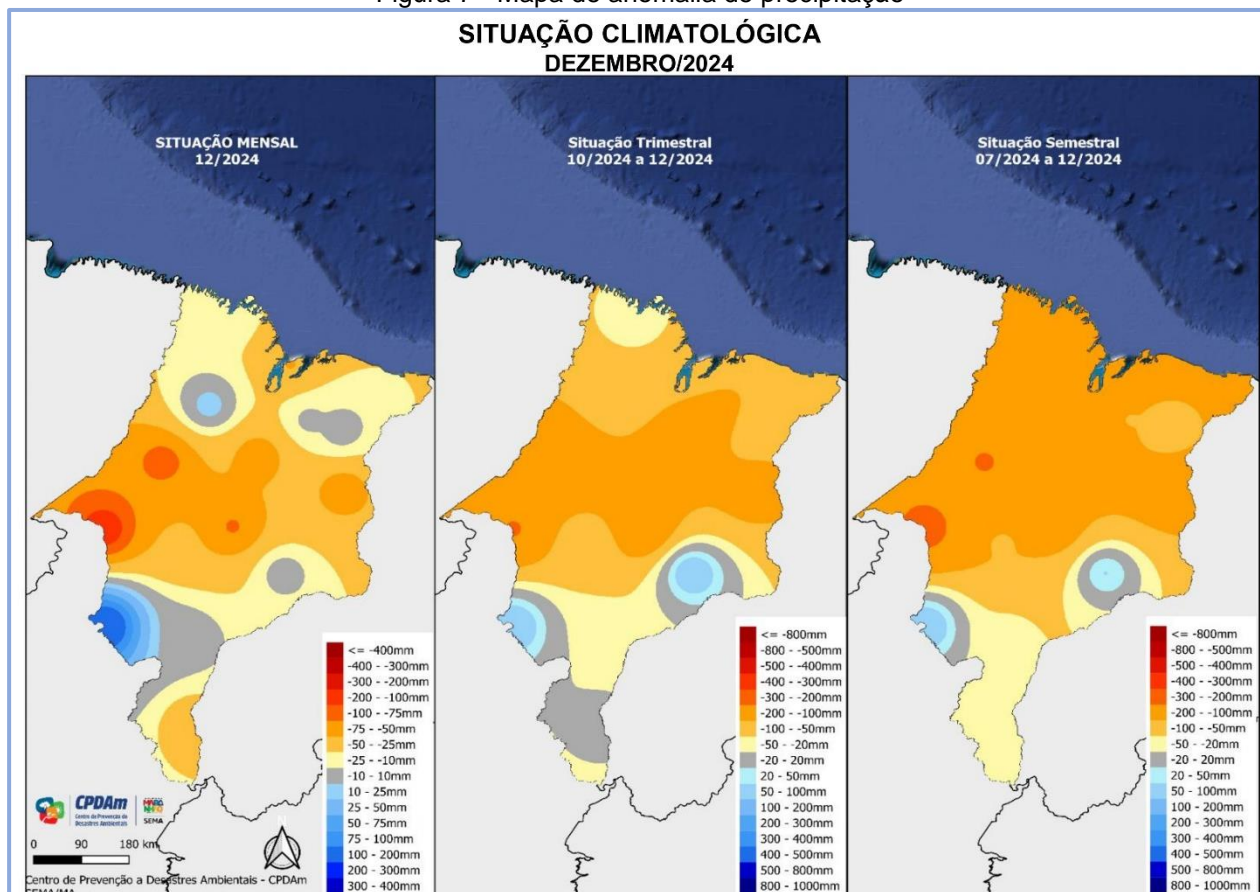 Figura 7 – Mapa de anomalia de precipitação
SITUAÇÃO CLIMATOLÓGICA
DEZEMBRO/2024
SITUAÇÃO MENSAL
12/2024
<= -400mm
-400 - -300mm
-300 - -200mm
-200 - -100mm
-100 - -75mm
-75 - -50mm
-50 - -25mm
-25 - -10mm
-10 - 10mm
10 - 25mm
25 - 50mm
50 - 75mm
75 - 100mm
100 - 200mm
200 - 300mm
300 - 400mm
CPDAm
Centro de Prevenção de
Desastres Ambientais
SEMA
0 90 180 km
N
Centro de Prevenção a Desastres Ambientais - CPDAm
SEMA/MA
Situação Trimestral
10/2024 a 12/2024
<= -800mm
-800 - -500mm
-500 - -400mm
-400 - -300mm
-300 - -200mm
-200 - -100mm
-100 - -50mm
-50 - -20mm
-20 - 20mm
20 - 50mm
50 - 100mm
100 - 200mm
200 - 300mm
300 - 400mm
400 - 500mm
500 - 800mm
800 - 1000mm
Situação Semestral
07/2024 a 12/2024
<= -800mm
-800 - -500mm
-500 - -400mm
-400 - -300mm
-300 - -200mm
-200 - -100mm
-100 - -50mm
-50 - -20mm
-20 - 20mm
20 - 50mm
50 - 100mm
100 - 200mm
200 - 300mm
300 - 400mm
400 - 500mm
500 - 800mm
800 - 1000mm